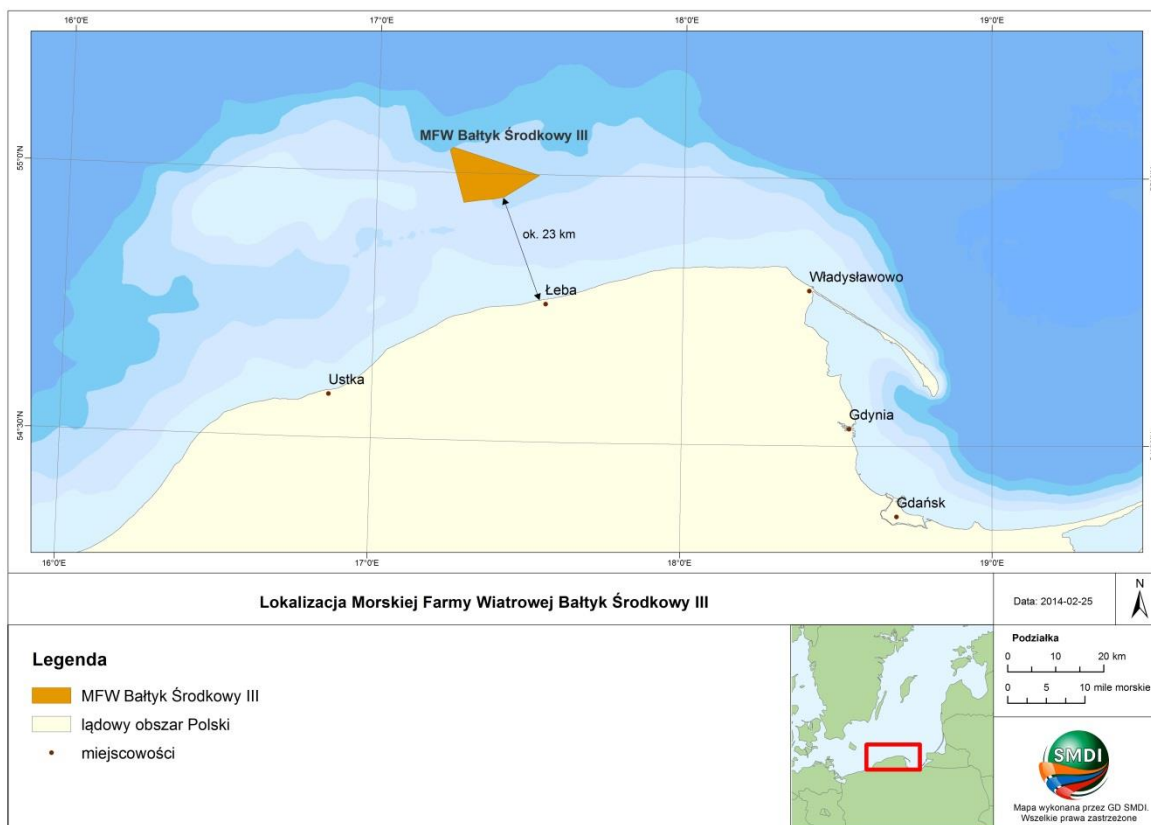 16°0'E
17°0'E
18°0'E
19°0'E
MFW Bałtyk Środkowy III
55°0'N
ok. 23 km
Władysławowo
Łeba
Ustka
54°30'N
Gdynia
Gdańsk
16°0'E
17°0'E
18°0'E
19°0'E
Lokalizacja Morskiej Farmy Wiatrowej Bałtyk Środkowy III
Data: 2014-02-25
N
Legenda
MFW Bałtyk Środkowy III
lądowy obszar Polski
miejscowości
Podziałka
0 10 20 km
0 5 10 mile morskie
SMDI
Mapa wykonana przez GD SMDI.
Wszelkie prawa zastrzeżone